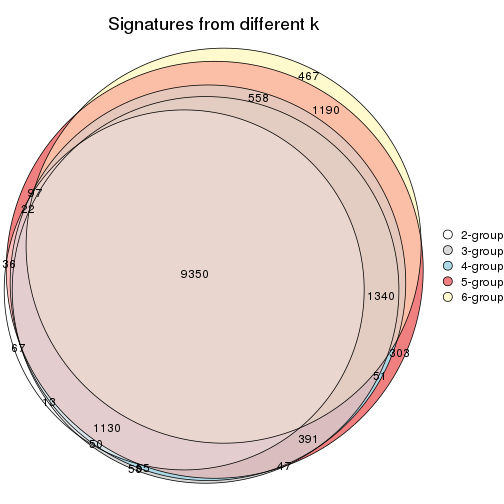 Signatures from different k
467
558
1190
97
22
36
9350
1340
67
303
51
13
1130
50
391
47
2-group
3-group
4-group
5-group
6-group